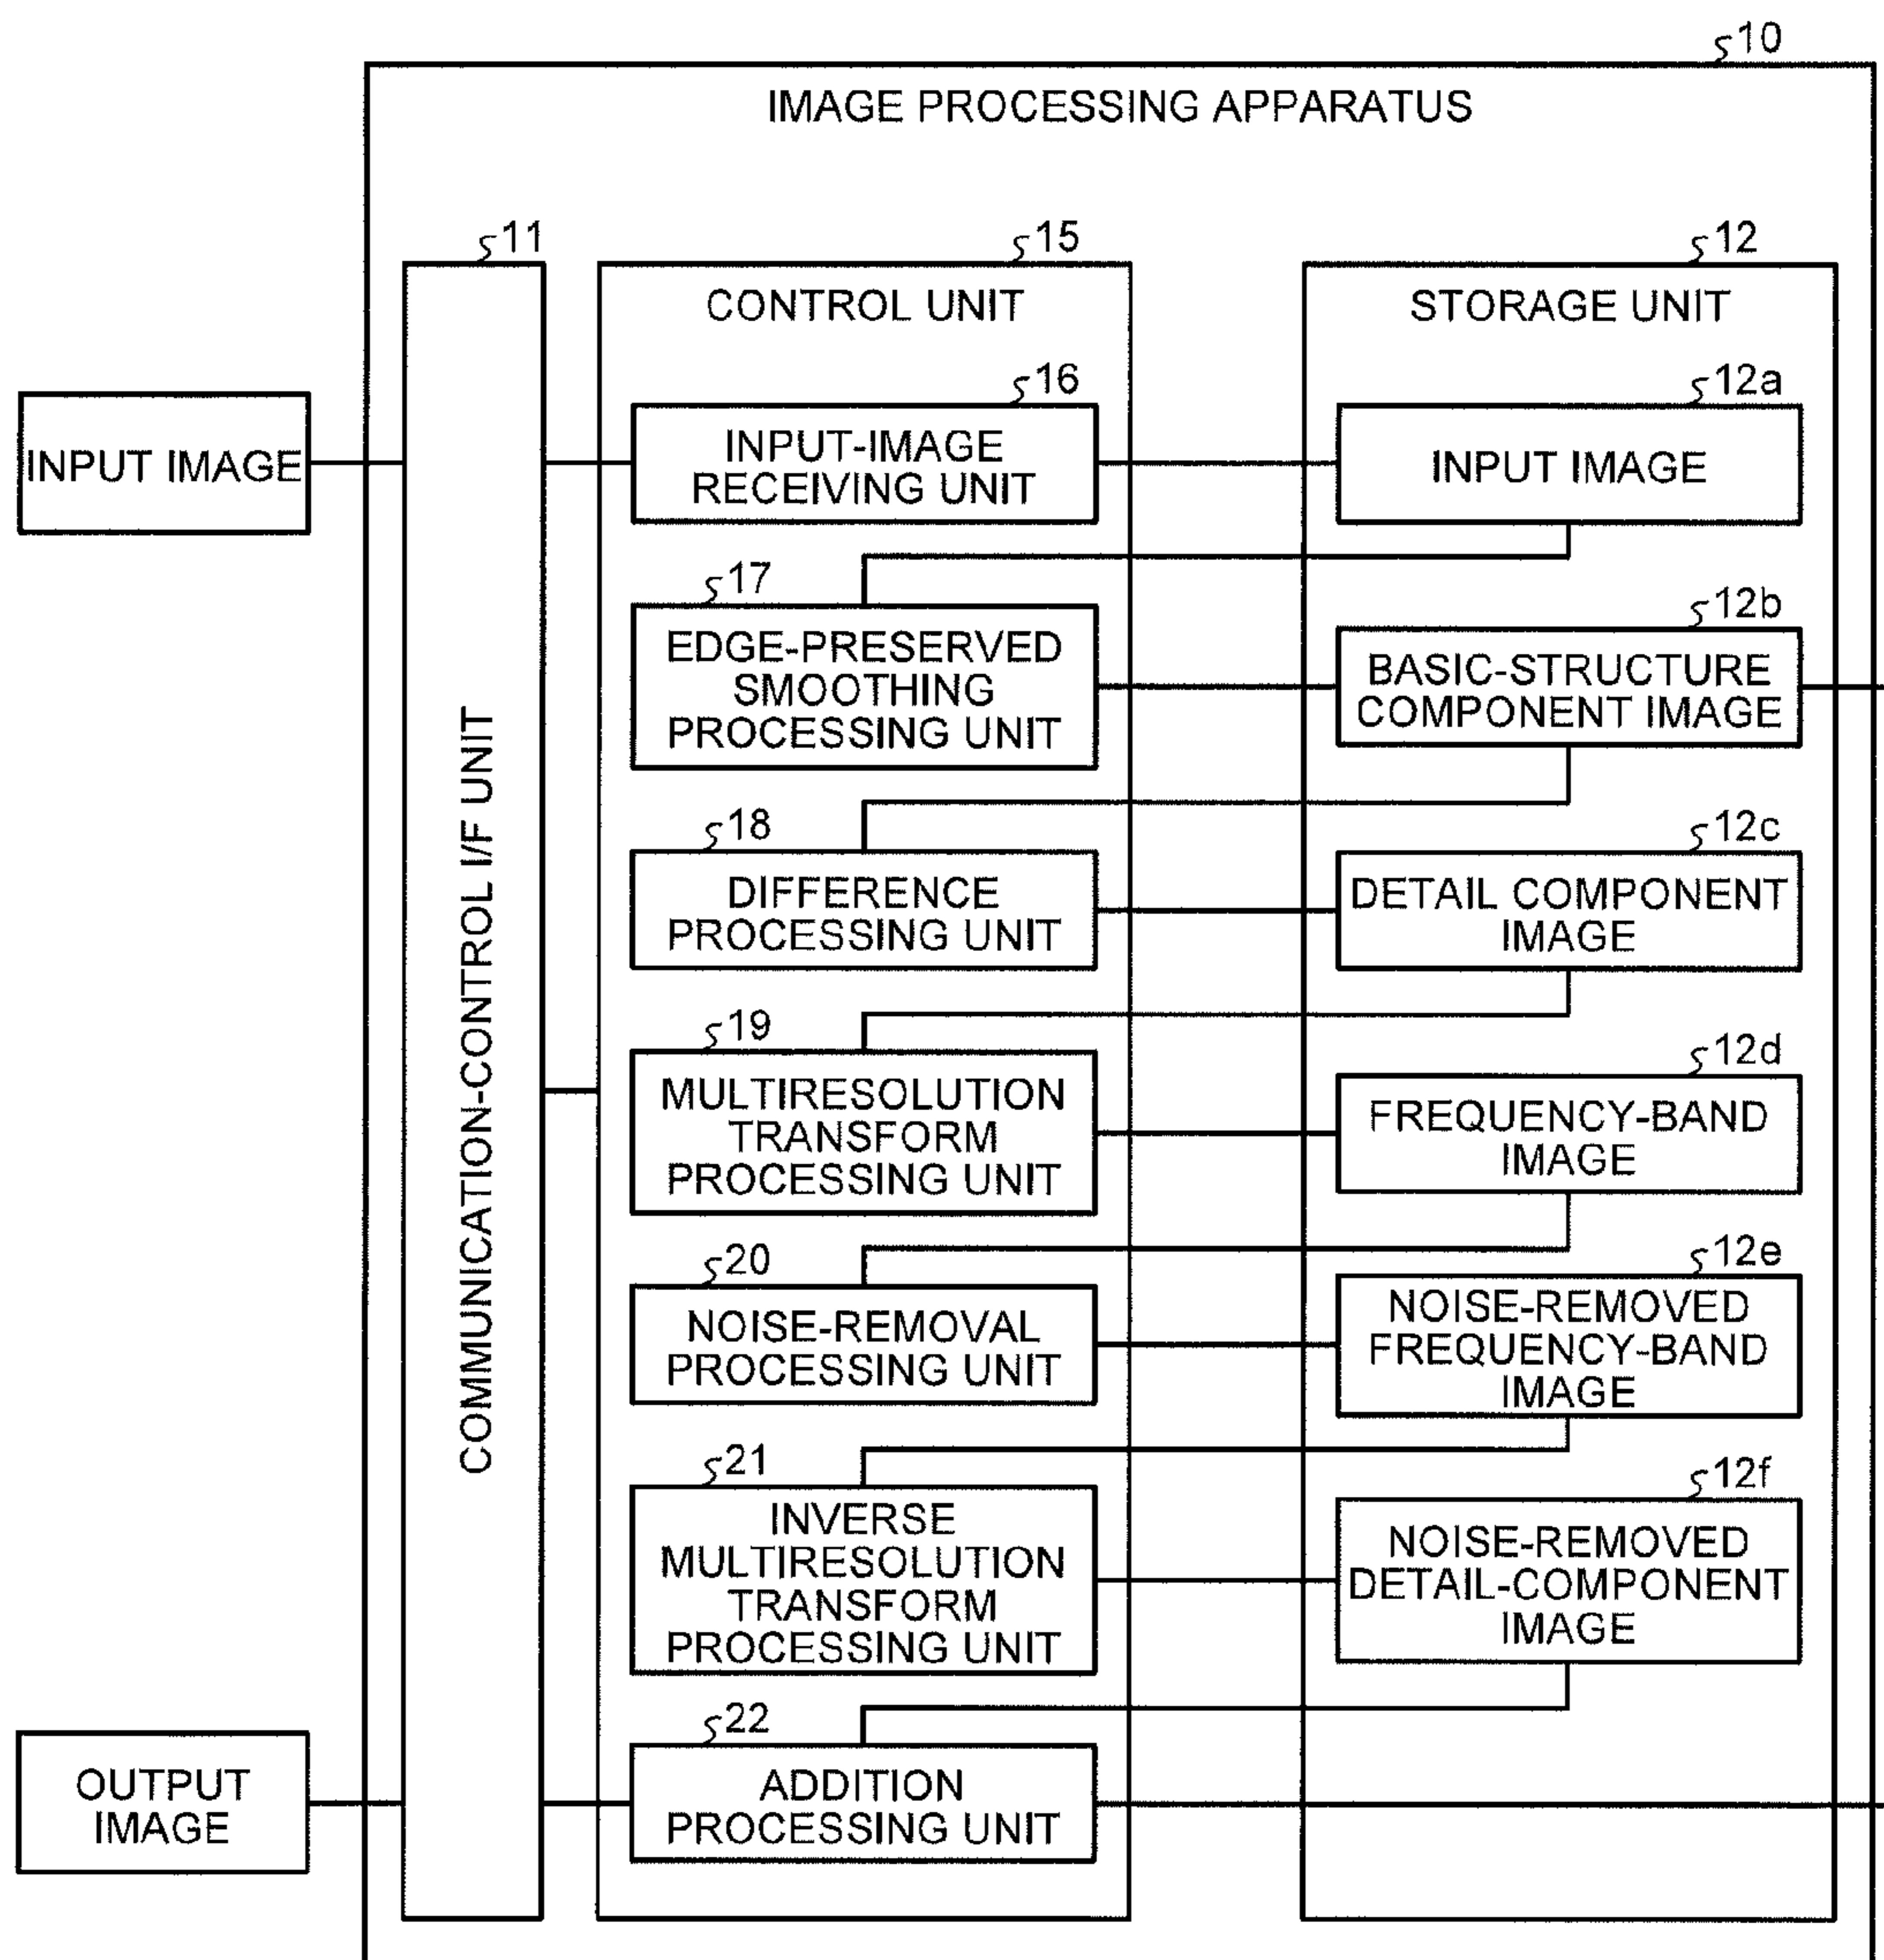 10
IMAGE PROCESSING APPARATUS
11
15
12
CONTROL UNIT
STORAGE UNIT
COMMUNICATION-CONTROL I/F UNIT
INPUT IMAGE
16
INPUT-IMAGE
RECEIVING UNIT
12a
INPUT IMAGE
17
EDGE-PRESERVED
SMOOTHING
PROCESSING UNIT
12b
BASIC-STRUCTURE
COMPONENT IMAGE
18
DIFFERENCE
PROCESSING UNIT
12c
DETAIL COMPONENT
IMAGE
19
MULTIRESOLUTION
TRANSFORM
PROCESSING UNIT
12d
FREQUENCY-BAND
IMAGE
20
NOISE-REMOVAL
PROCESSING UNIT
12e
NOISE-REMOVED
FREQUENCY-BAND
IMAGE
21
INVERSE
MULTIRESOLUTION
TRANSFORM
PROCESSING UNIT
12f
NOISE-REMOVED
DETAIL-COMPONENT
IMAGE
22
ADDITION
PROCESSING UNIT
OUTPUT
IMAGE